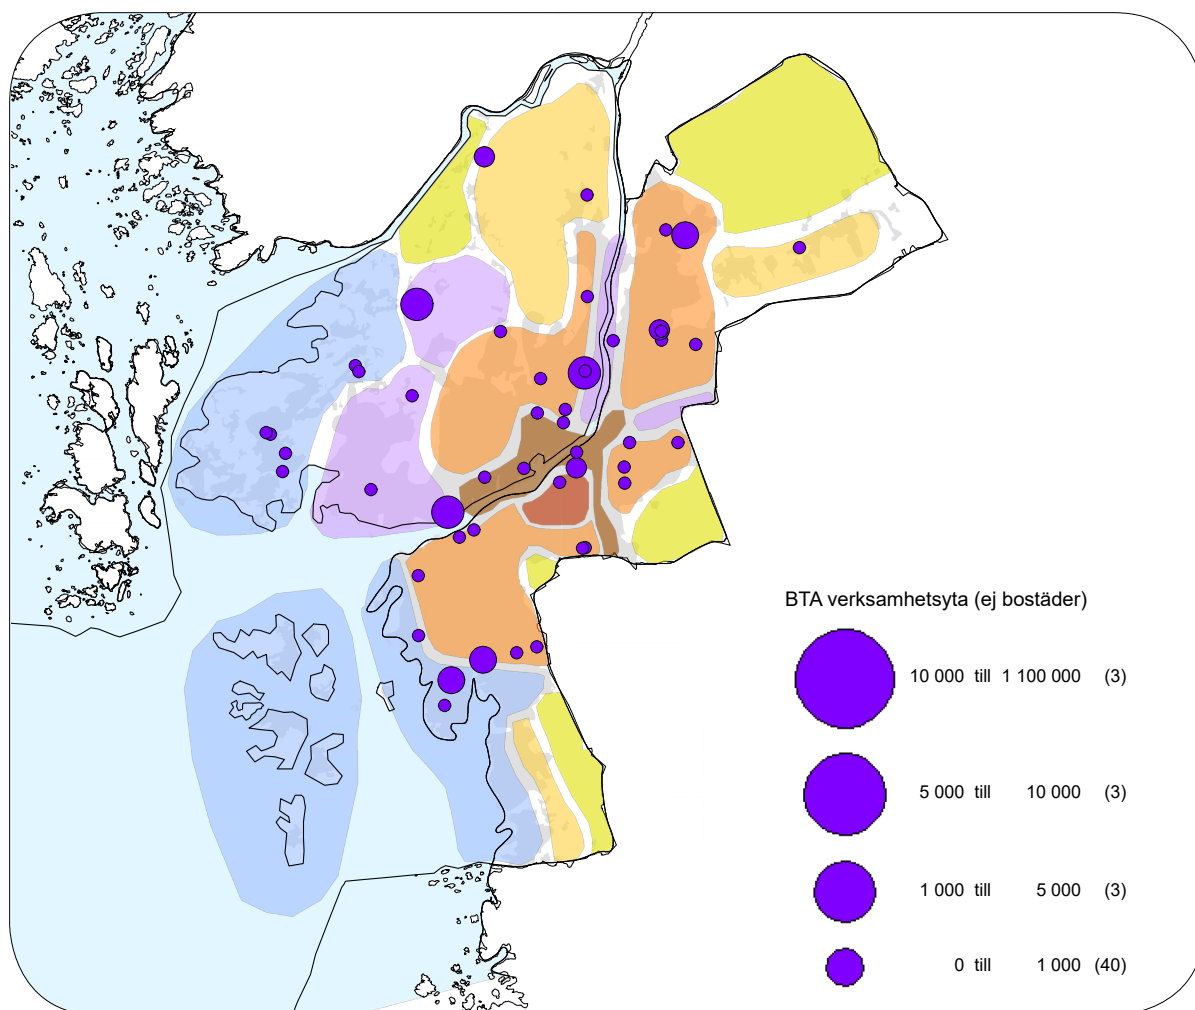 BTA verksamhetsyta (ej bostäder)
10 000 till 1 100 000 (3)
5 000 till 10 000 (3)
1 000 till 5 000 (3)
0 till 1 000 (40)